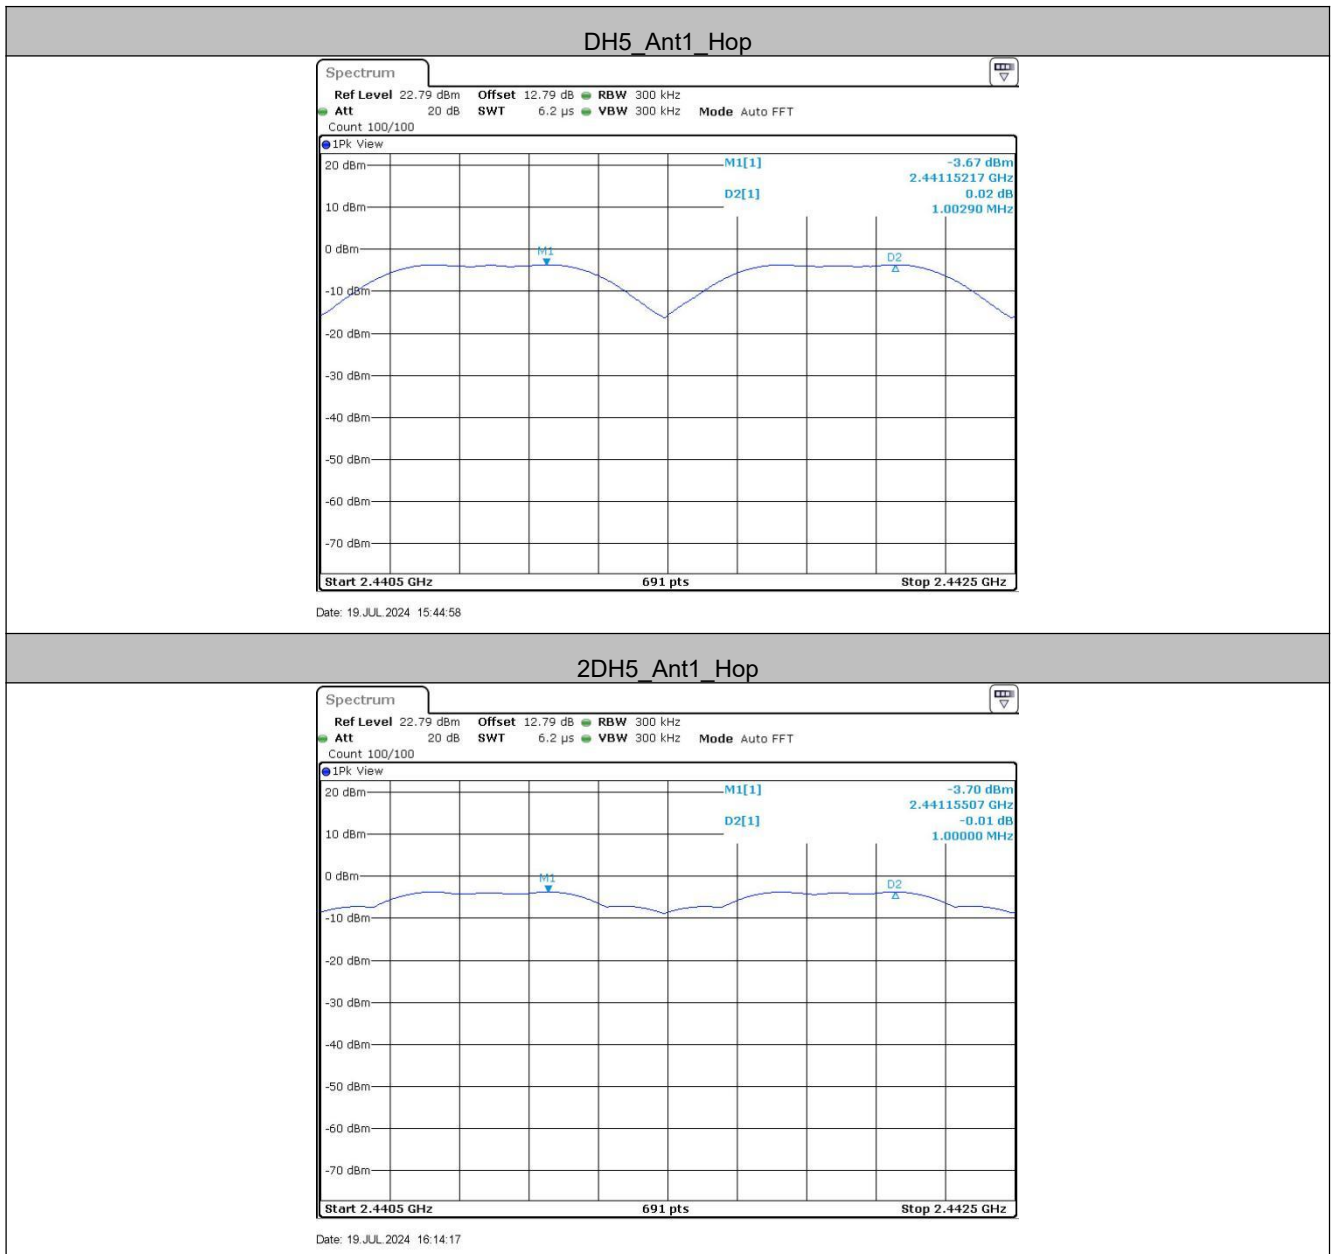 DH5_Ant1_Hop
Spectrum
Ref Level 22.79 dBm Offset 12.79 dB RBW 300 kHz
Att 20 dB SWT 6.2 µs VBW 300 kHz Mode Auto FFT
Count 100/100
1Pk View
20 dBm
M1[1] -3.67 dBm
2.44115217 GHz
D2[1] 0.02 dB
10 dBm
1.00290 MHz
0 dBm
M1
D2
-10 dBm
-20 dBm
-30 dBm
-40 dBm
-50 dBm
-60 dBm
-70 dBm
Start 2.4405 GHz 691 pts Stop 2.4425 GHz
Date: 19.JUL.2024 15:44:58
2DH5_Ant1_Hop
Spectrum
Ref Level 22.79 dBm Offset 12.79 dB RBW 300 kHz
Att 20 dB SWT 6.2 µs VBW 300 kHz Mode Auto FFT
Count 100/100
1Pk View
20 dBm
M1[1] -3.70 dBm
2.44115507 GHz
D2[1] -0.01 dB
10 dBm
1.00000 MHz
0 dBm
M1
D2
-10 dBm
-20 dBm
-30 dBm
-40 dBm
-50 dBm
-60 dBm
-70 dBm
Start 2.4405 GHz 691 pts Stop 2.4425 GHz
Date: 19.JUL.2024 16:14:17